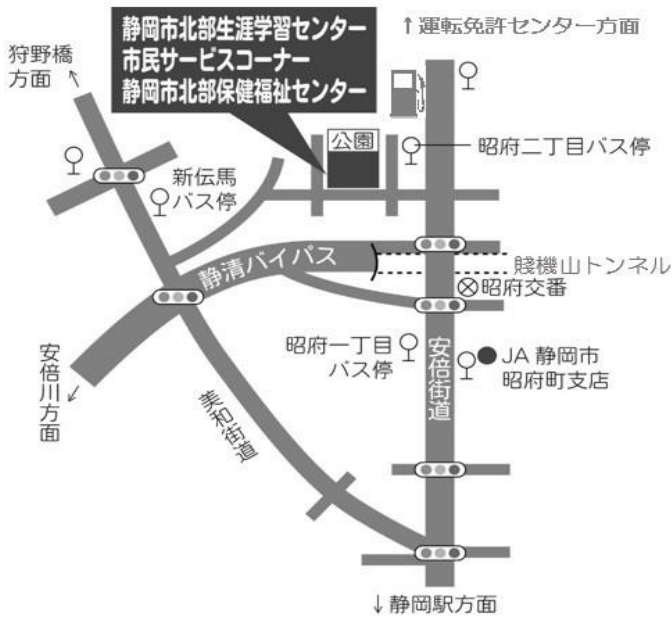 静岡市北部生涯学習センター
市民サービスコーナー
静岡市北部保健福祉センター
↑運転免許センター方面
狩野橋
方面
公園
昭府二丁目バス停
新伝馬
バス停
静清バイパス
賤機山トンネル
昭府交番
昭府一丁目
バス停
安倍街道
JA 静岡市
昭府町支店
安倍川方面
美和街道
↓静岡駅方面